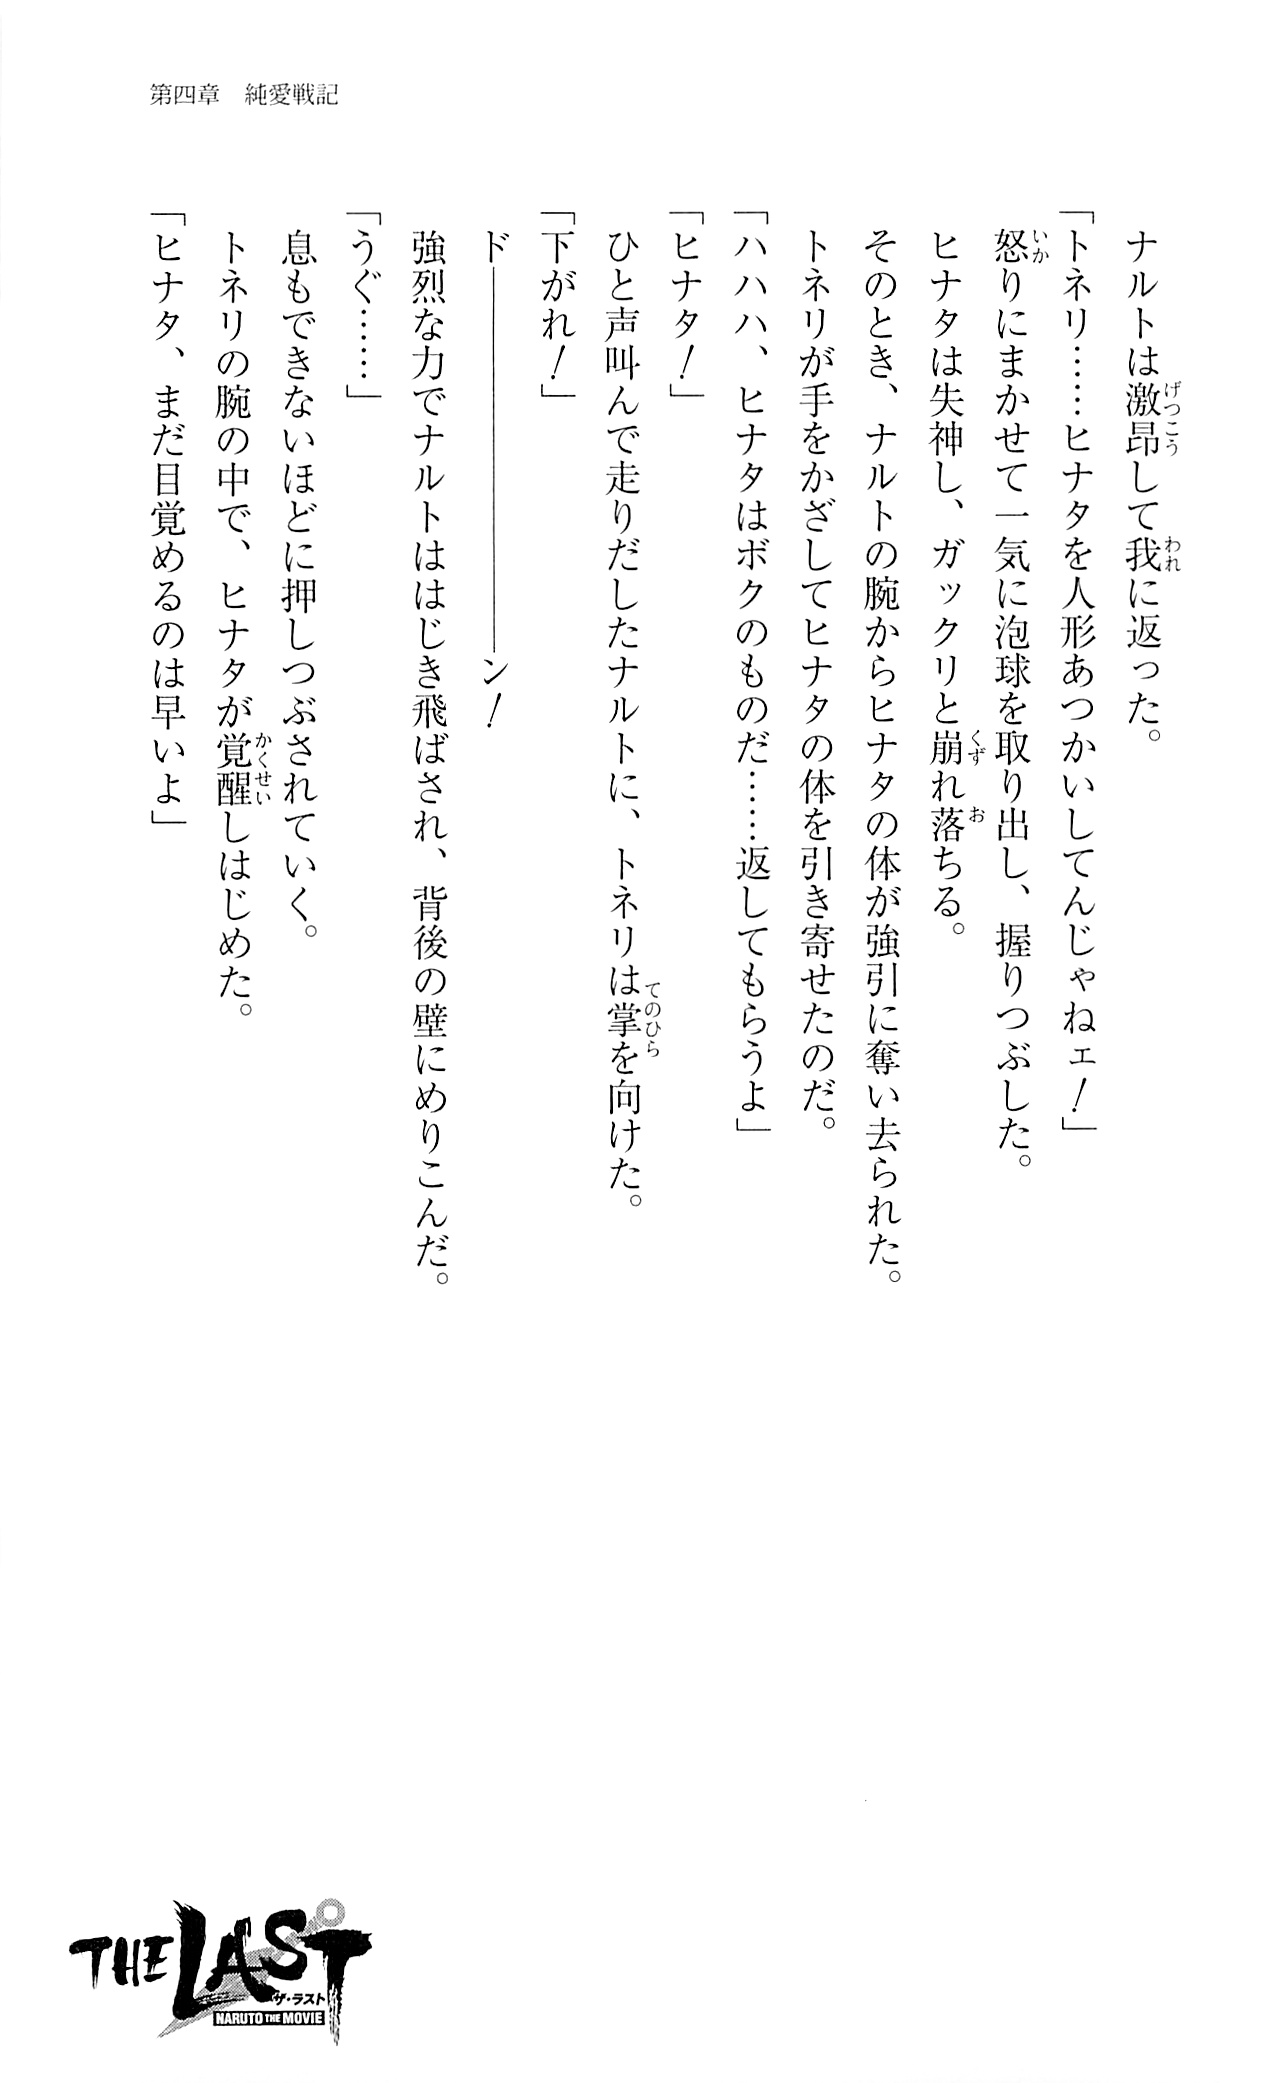 第四章　純愛戦記
ナルトは激昂して我に返った。
「トネリ……ヒナタを人形あつかいしてんじゃねェ！」
怒りにまかせて一気に泡球を取り出し、握りつぶした。
ヒナタは失神し、ガックリと崩れ落ちる。
そのとき、ナルトの腕からヒナタの体が強引に奪い去られた。
トネリが手をかざしてヒナタの体を引き寄せたのだ。
「ハハハ、ヒナタはボクのものだ……返してもらうよ」
「ヒナタ！」
ひと声叫んで走りだしたナルトに、トネリは掌を向けた。
「下がれ！」
ド――――――――――ン！
強烈な力でナルトははじき飛ばされ、背後の壁にめりこんだ。
「うぐ……」
息もできないほどに押しつぶされていく。
トネリの腕の中で、ヒナタが覚醒しはじめた。
「ヒナタ、まだ目覚めるのは早いよ」
THE LAST
ザ・ラスト
NARUTO THE MOVIE